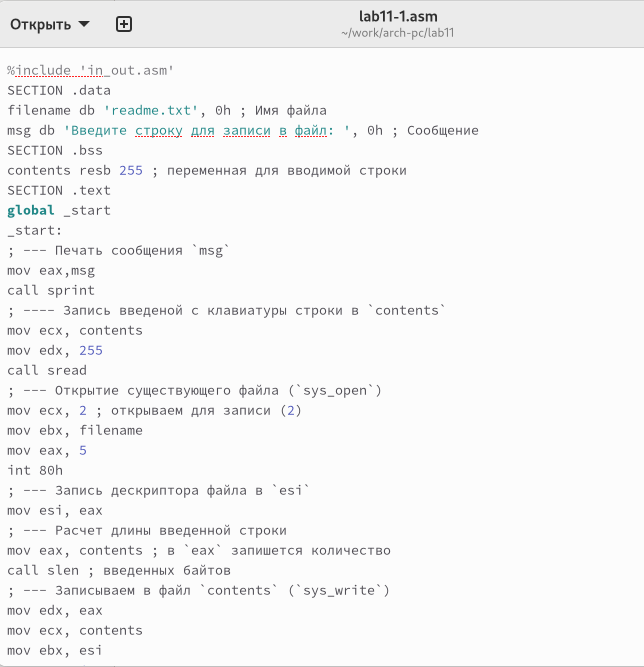 Открыть
lab11-1.asm
~/work/arch-pc/lab11
%include 'in_out.asm'
SECTION .data
filename db 'readme.txt', 0h ; Имя файла
msg db 'Введите строку для записи в файл: ', 0h ; Сообщение
SECTION .bss
contents resb 255 ; переменная для вводимой строки
SECTION .text
global _start
_start:
; --- Печать сообщения `msg`
mov eax,msg
call sprint
; ---- Запись введеной с клавиатуры строки в `contents`
mov ecx, contents
mov edx, 255
call sread
; --- Открытие существующего файла (`sys_open`)
mov ecx, 2 ; открываем для записи (2)
mov ebx, filename
mov eax, 5
int 80h
; --- Запись дескриптора файла в `esi`
mov esi, eax
; --- Расчет длины введенной строки
mov eax, contents ; в `eax` запишется количество
call slen ; введенных байтов
; --- Записываем в файл `contents` (`sys_write`)
mov edx, eax
mov ecx, contents
mov ebx, esi